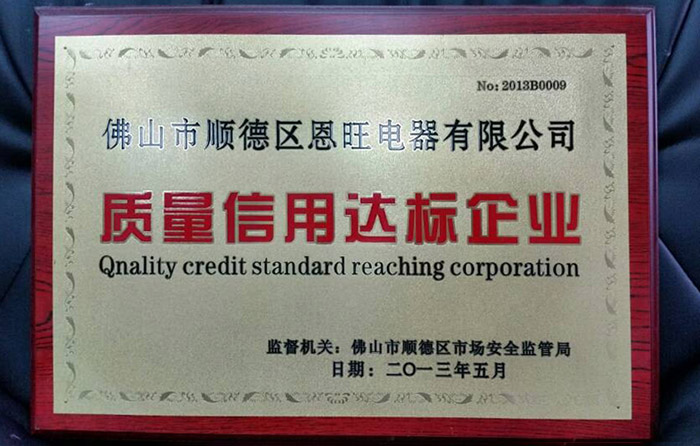 No: 2013B0009
佛山市顺德区恩旺电器有限公司
质量信用达标企业
Qnality credit standard reaching corporation
监督机关：佛山市顺德区市场安全监管局
日期：二〇一三年五月